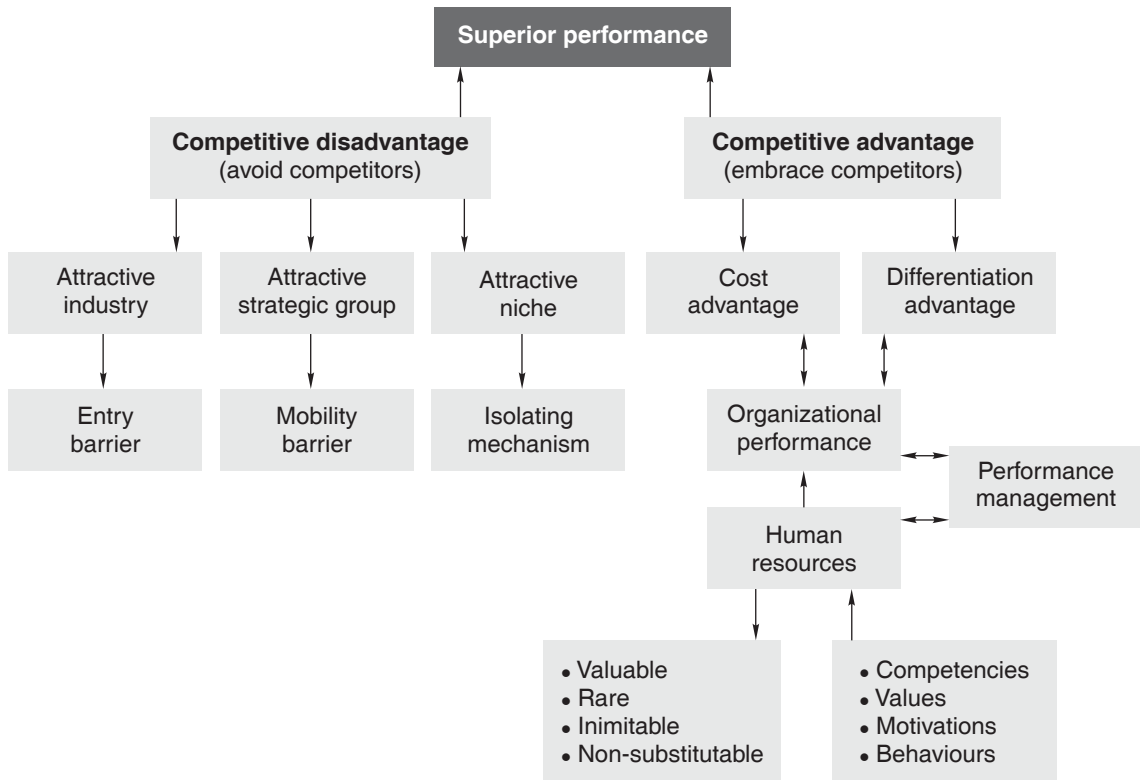 Superior performance
Competitive disadvantage
(avoid competitors)
Competitive advantage
(embrace competitors)
Attractive
industry
Attractive
strategic group
Attractive
niche
Cost
advantage
Differentiation
advantage
Entry
barrier
Mobility
barrier
Isolating
mechanism
Organizational
performance
Performance
management
Human
resources
• Valuable
• Rare
• Inimitable
• Non-substitutable
• Competencies
• Values
• Motivations
• Behaviours